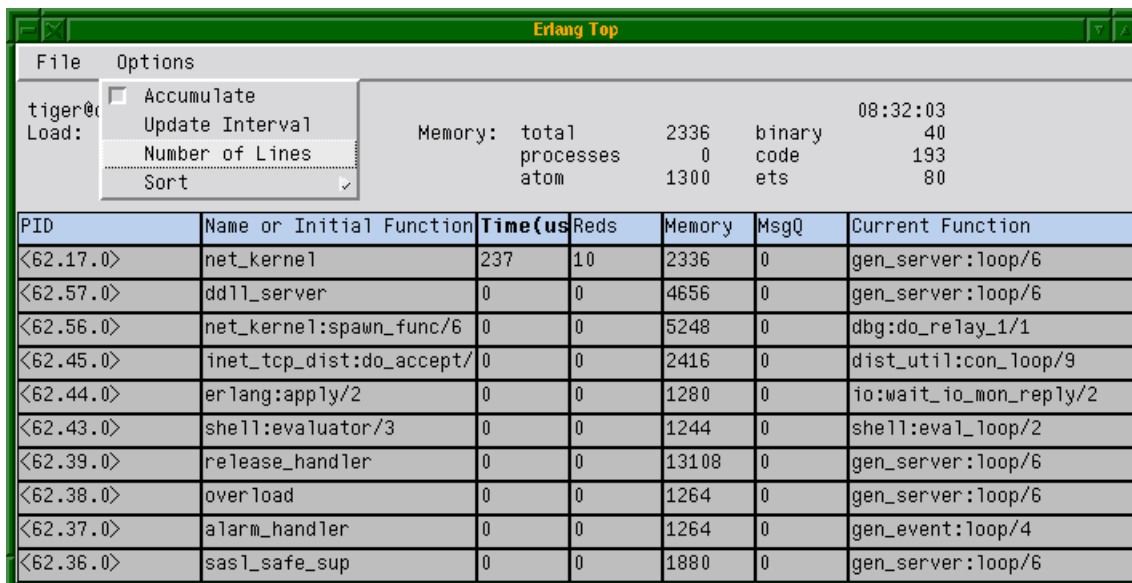 Erlang Top
File Options
Accumulate
Update Interval
Number of Lines
Sort
tiger@
Load:
08:32:03
Memory: total 2336 binary 40
processes 0 code 193
atom 1300 ets 80
PID Name or Initial Function Time(us Reds Memory MsgQ Current Function
<62.17.0> net_kernel 237 10 2336 0 gen_server:loop/6
<62.57.0> ddll_server 0 0 4656 0 gen_server:loop/6
<62.56.0> net_kernel:spawn_func/6 0 0 5248 0 dbg:do_relay_1/1
<62.45.0> inet_tcp_dist:do_accept/ 0 0 2416 0 dist_util:con_loop/9
<62.44.0> erlang:apply/2 0 0 1280 0 io:wait_io_mon_reply/2
<62.43.0> shell:evaluator/3 0 0 1244 0 shell:eval_loop/2
<62.39.0> release_handler 0 0 13108 0 gen_server:loop/6
<62.38.0> overload 0 0 1264 0 gen_server:loop/6
<62.37.0> alarm_handler 0 0 1264 0 gen_event:loop/4
<62.36.0> sasl_safe_sup 0 0 1880 0 gen_server:loop/6